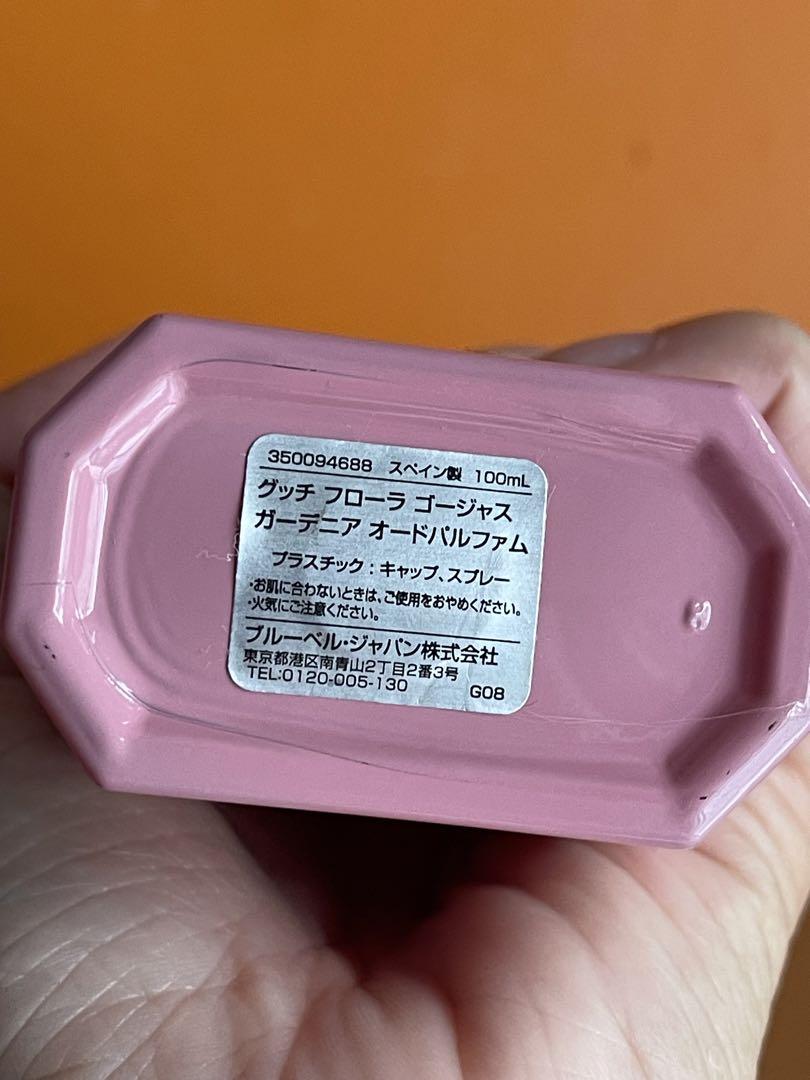 350094688 スペイン製 100mL
グッチ フローラ ゴージャス
ガーデニア オードパルファム
プラスチック：キャップ、スプレー
・お肌に合わないときは、ご使用をおやめください。
・火気にご注意ください。
ブルーベル・ジャパン株式会社
東京都港区南青山2丁目2番3号
TEL:0120-005-130 G08